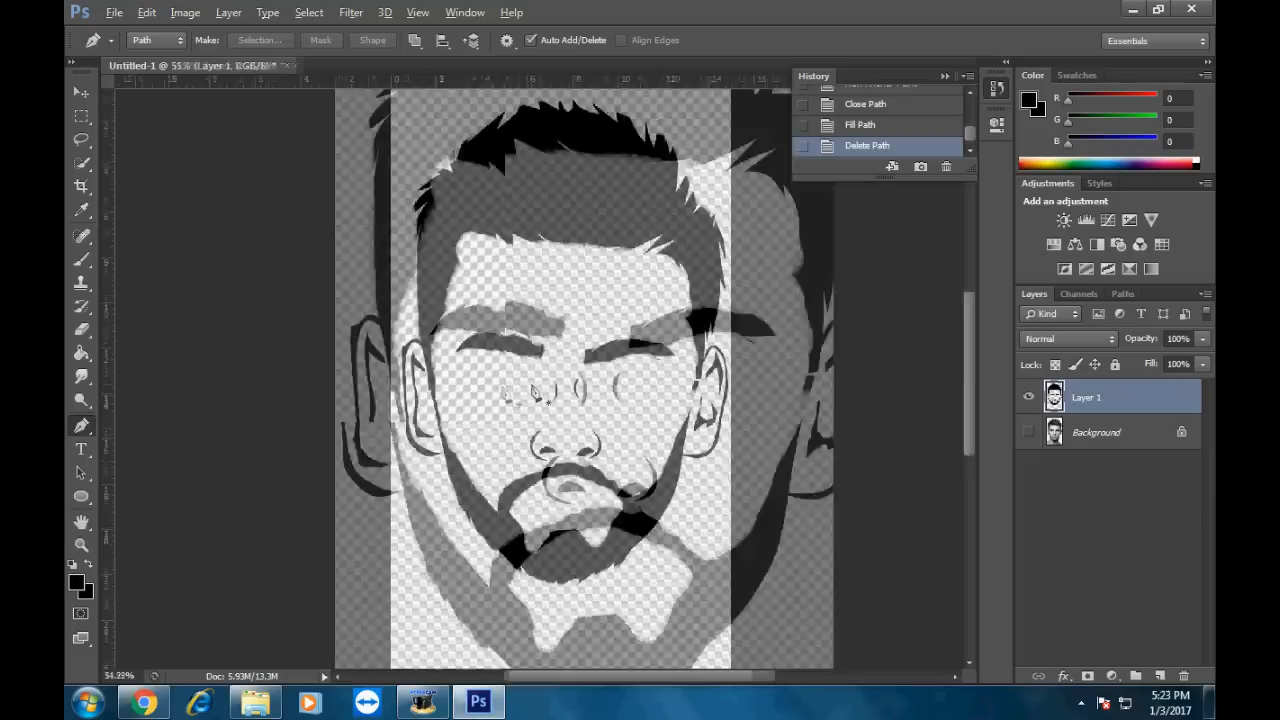 Ps File Edit Image Layer Type Select Filter 3D View Window Help
Path Make: Selection... Mask Shape Auto Add/Delete Align Edges Essentials
Untitled-1 @
History
Close Path
Fill Path
Delete Path
Color Swatches
R 0
G 0
B 0
Adjustments Styles
Add an adjustment
Layers Channels Paths
Kind
Normal Opacity: 100%
Lock: Fill: 100%
Layer 1
Background
Doc: 5.93M/13.3M
Ps
5:23 PM
1/3/2017